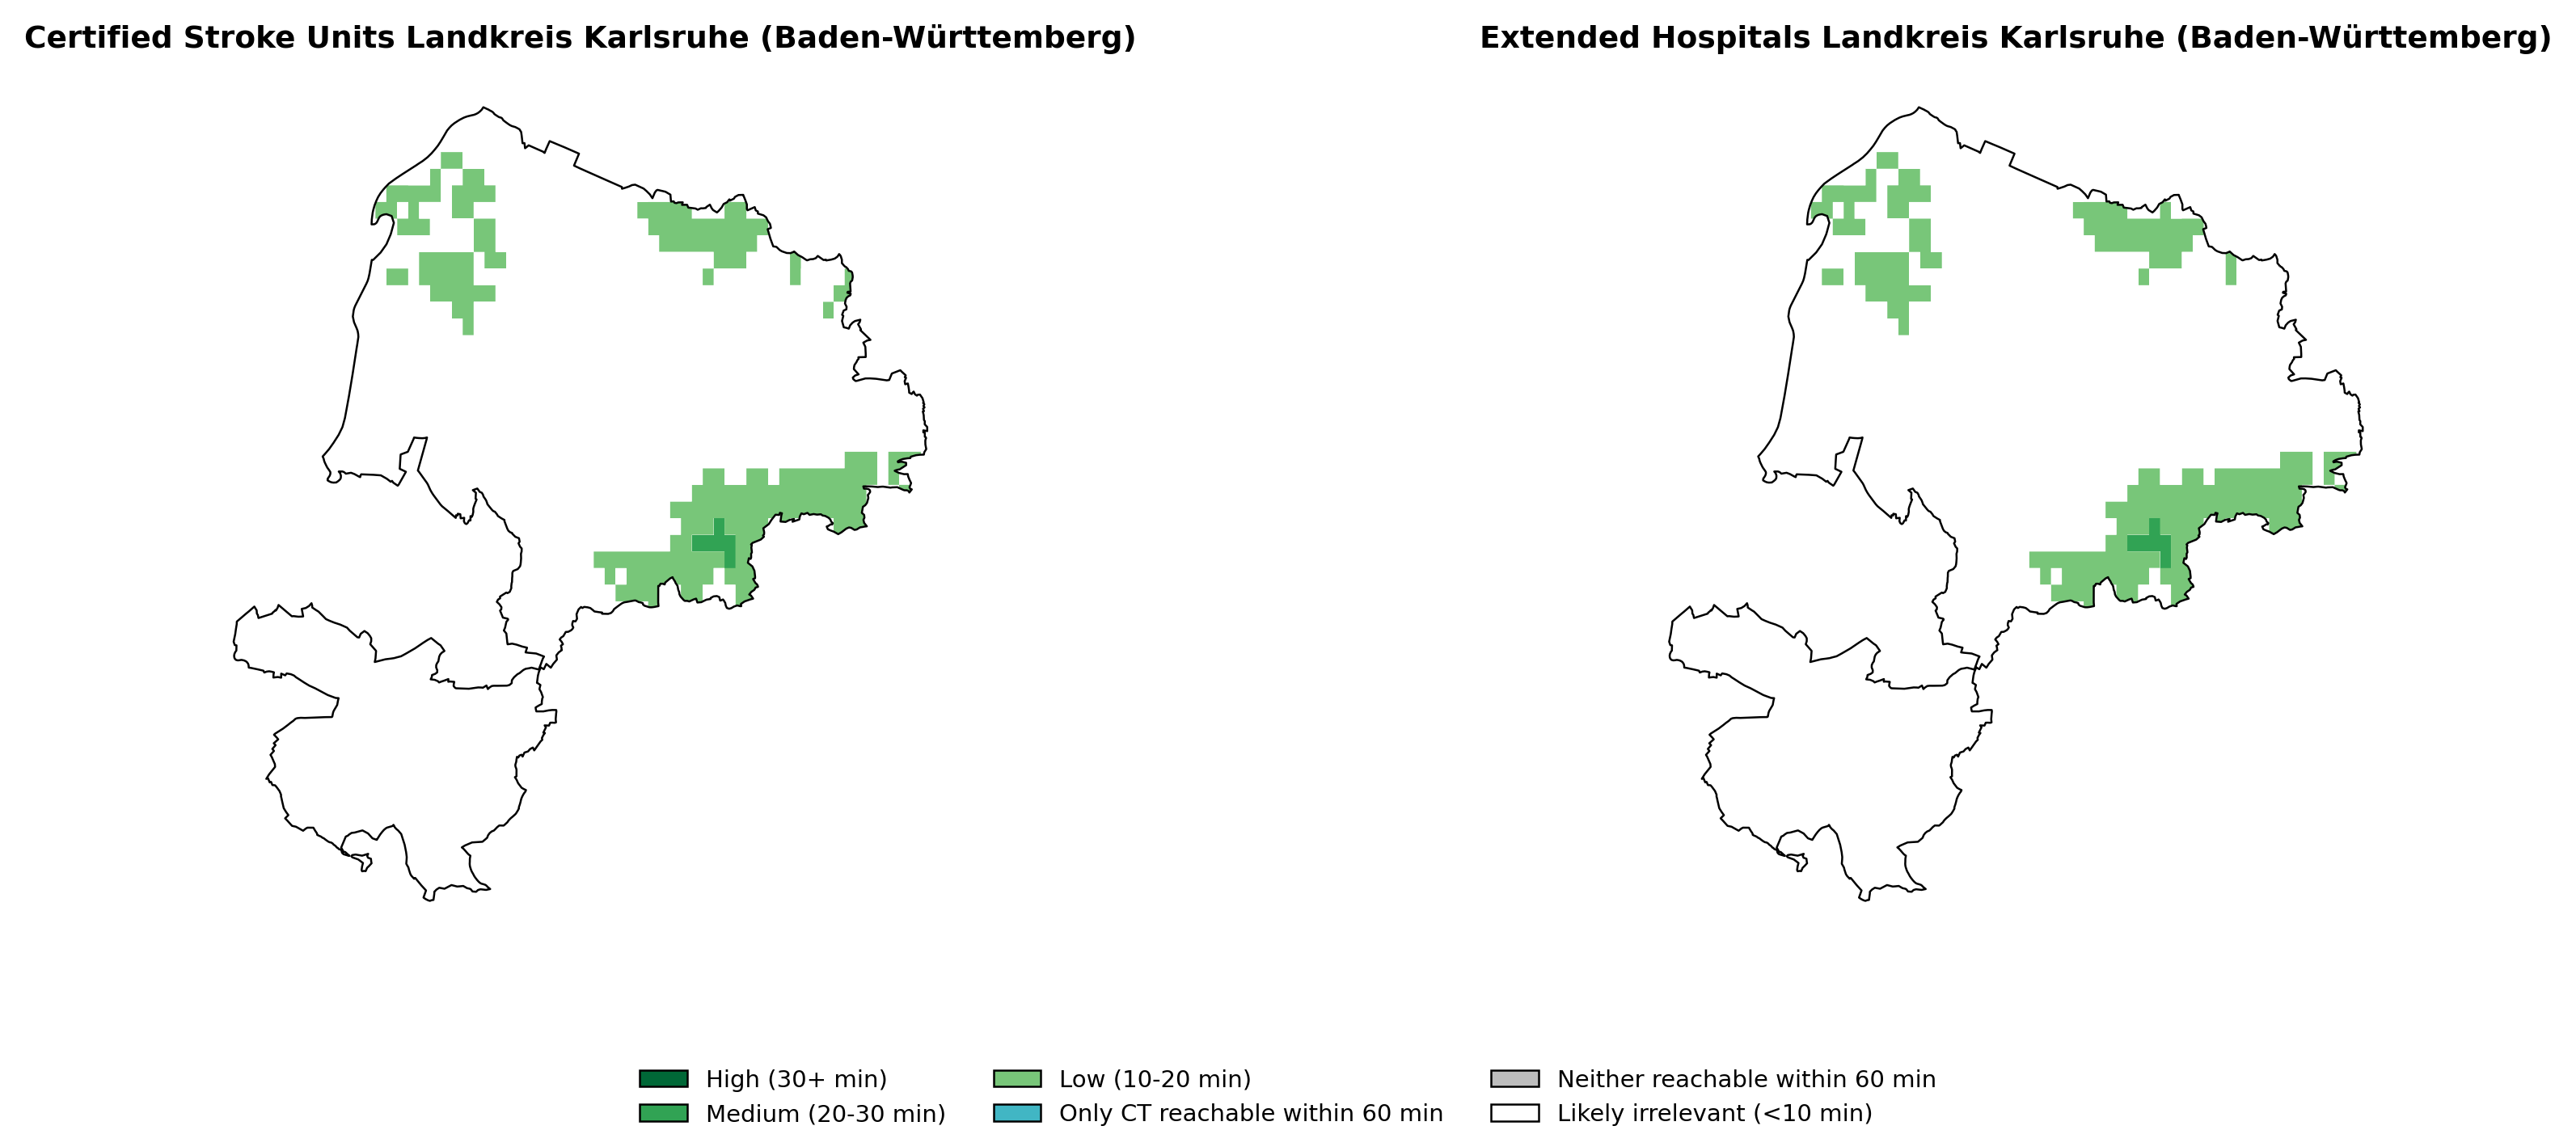 Certified Stroke Units Landkreis Karlsruhe (Baden-Württemberg)
Extended Hospitals Landkreis Karlsruhe (Baden-Württemberg)
High (30+ min)
Medium (20-30 min)
Low (10-20 min)
Only CT reachable within 60 min
Neither reachable within 60 min
Likely irrelevant (<10 min)